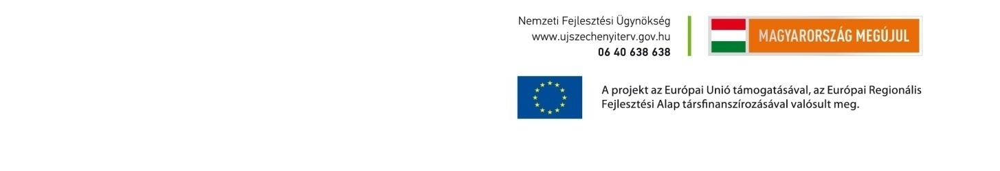 Nemzeti Fejlesztési Ügynökség
www.ujszechenyiterv.gov.hu
06 40 638 638
MAGYARORSZÁG MEGÚJUL
A projekt az Európai Unió támogatásával, az Európai Regionális
Fejlesztési Alap társfinanszírozásával valósult meg.